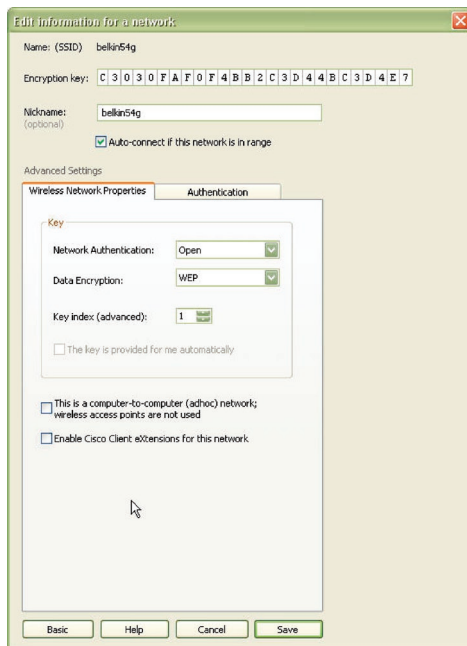 Edit information for a network
Name: (SSID) belkin54g
Encryption key: C 3 0 3 0 F A F 0 F 4 B B 2 C 3 D 4 4 B C 3 D 4 E 7
Nickname: belkin54g
(optional)
Auto-connect if this network is in range
Advanced Settings
Wireless Network Properties Authentication
Key
Network Authentication: Open
Data Encryption: WEP
Key index (advanced): 1
The key is provided for me automatically
This is a computer-to-computer (adhoc) network;
wireless access points are not used
Enable Cisco Client eXtensions for this network
Basic Help Cancel Save